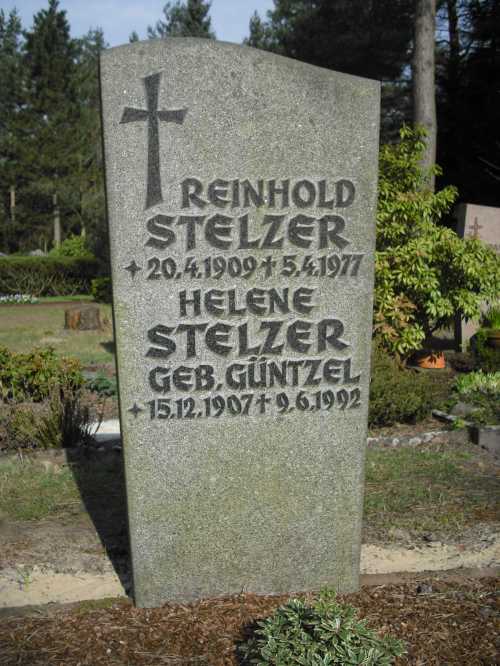 REINHOLD
STELZER
✦ 20.4.1909 ✝ 5.4.1977
HELENE
STELZER
GEB. GÜNTZEL
✦ 15.12.1907 ✝ 9.6.1992